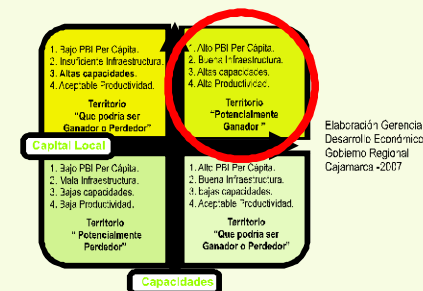 1. Bajo PBI Per Cápita.
2. Insuficiente Infraestructura.
3. Altas capacidades.
4. Aceptable Productividad.
Territorio
"Que podría ser
Ganador o Perdedor"
1. Alto PBI Per Cápita.
2. Buena Infraestructura.
3. Altas capacidades.
4. Alta Productividad.
Territorio
"Potencialmente
Ganador "
Capital Local
1. Bajo PBI Per Cápita.
2. Mala Infraestructura.
3. Bajas capacidades.
4. Baja Productividad.
Territorio
" Potencialmente
Perdedor"
1. Alto PBI Per Cápita.
2. Buena Infraestructura.
3. bajas capacidades.
4. Aceptable Productividad.
Territorio
"Que podría ser
Ganador o Perdedor"
Capacidades
Elaboración Gerencia
Desarrollo Económico
Gobierno Regional
Cajamarca -2007